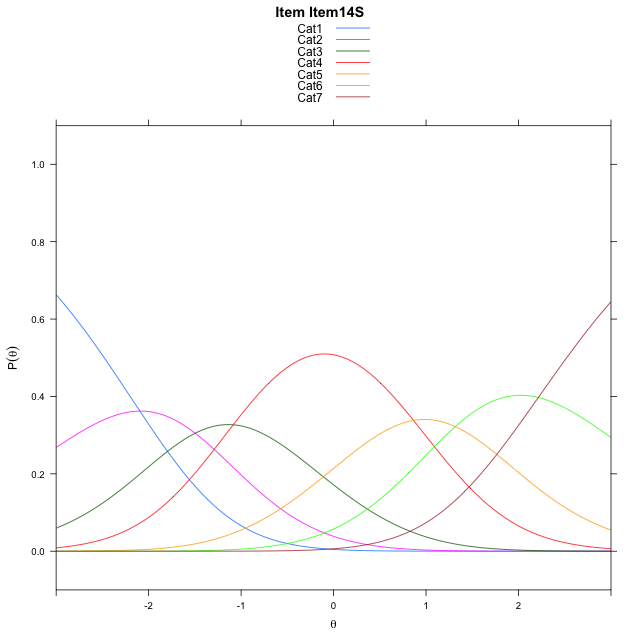 Item Item14S
Cat1
Cat2
Cat3
Cat4
Cat5
Cat6
Cat7
1.0
0.8
0.6
0.4
0.2
0.0
P(θ)
-2 -1 0 1 2
θ